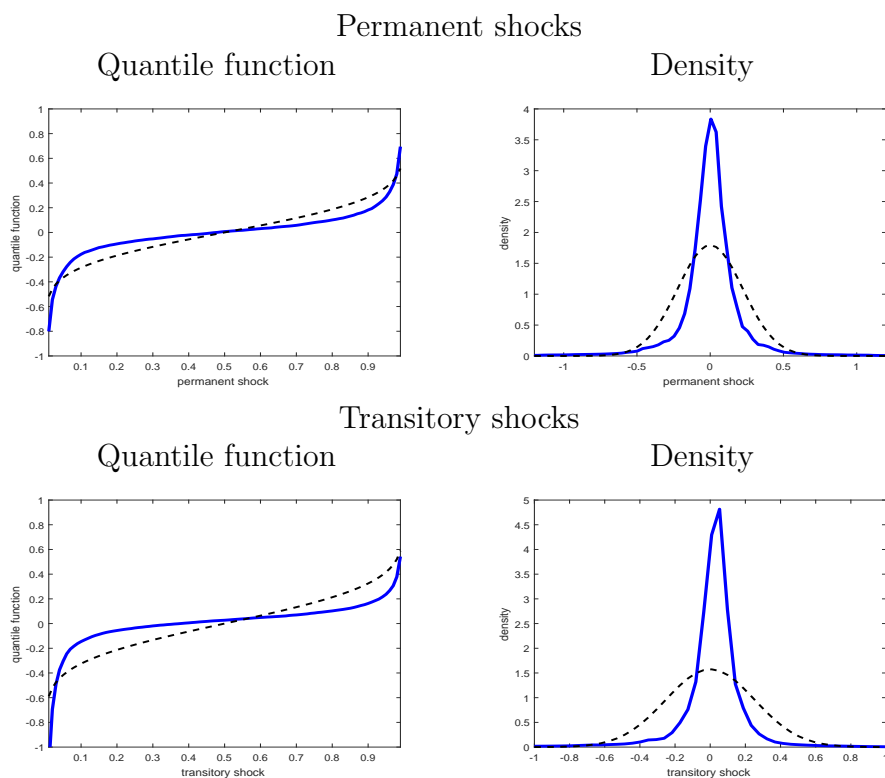 Permanent shocks
Quantile function Density
1
0.8
0.6
0.4
0.2
0
-0.2
-0.4
-0.6
-0.8
-1
quantile function
0.1 0.2 0.3 0.4 0.5 0.6 0.7 0.8 0.9
permanent shock
4
3.5
3
2.5
2
1.5
1
0.5
0
density
-1 -0.5 0 0.5 1
permanent shock
Transitory shocks
Quantile function Density
1
0.8
0.6
0.4
0.2
0
-0.2
-0.4
-0.6
-0.8
-1
quantile function
0.1 0.2 0.3 0.4 0.5 0.6 0.7 0.8 0.9
transitory shock
5
4.5
4
3.5
3
2.5
2
1.5
1
0.5
0
density
-1 -0.8 -0.6 -0.4 -0.2 0 0.2 0.4 0.6 0.8
transitory shock